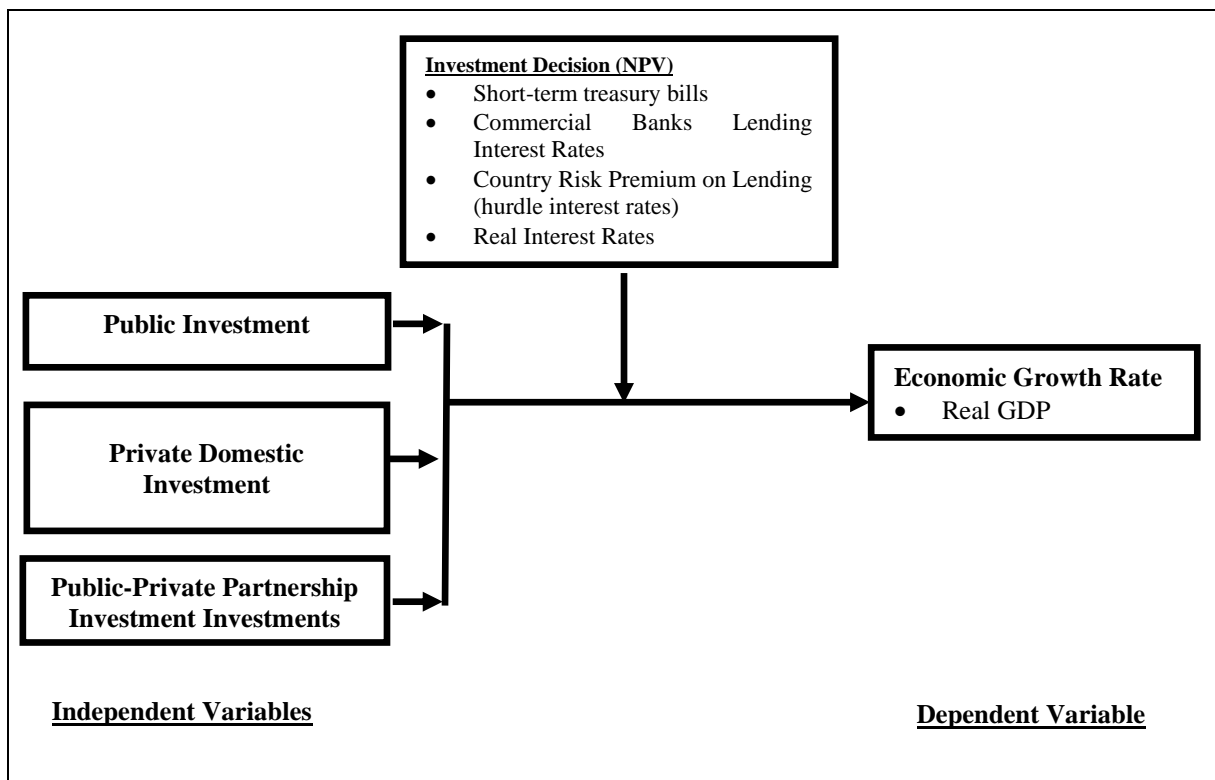 Investment Decision (NPV)
• Short-term treasury bills
• Commercial Banks Lending
Interest Rates
• Country Risk Premium on Lending
(hurdle interest rates)
• Real Interest Rates
Public Investment
Private Domestic
Investment
Public-Private Partnership
Investment Investments
Economic Growth Rate
• Real GDP
Independent Variables
Dependent Variable